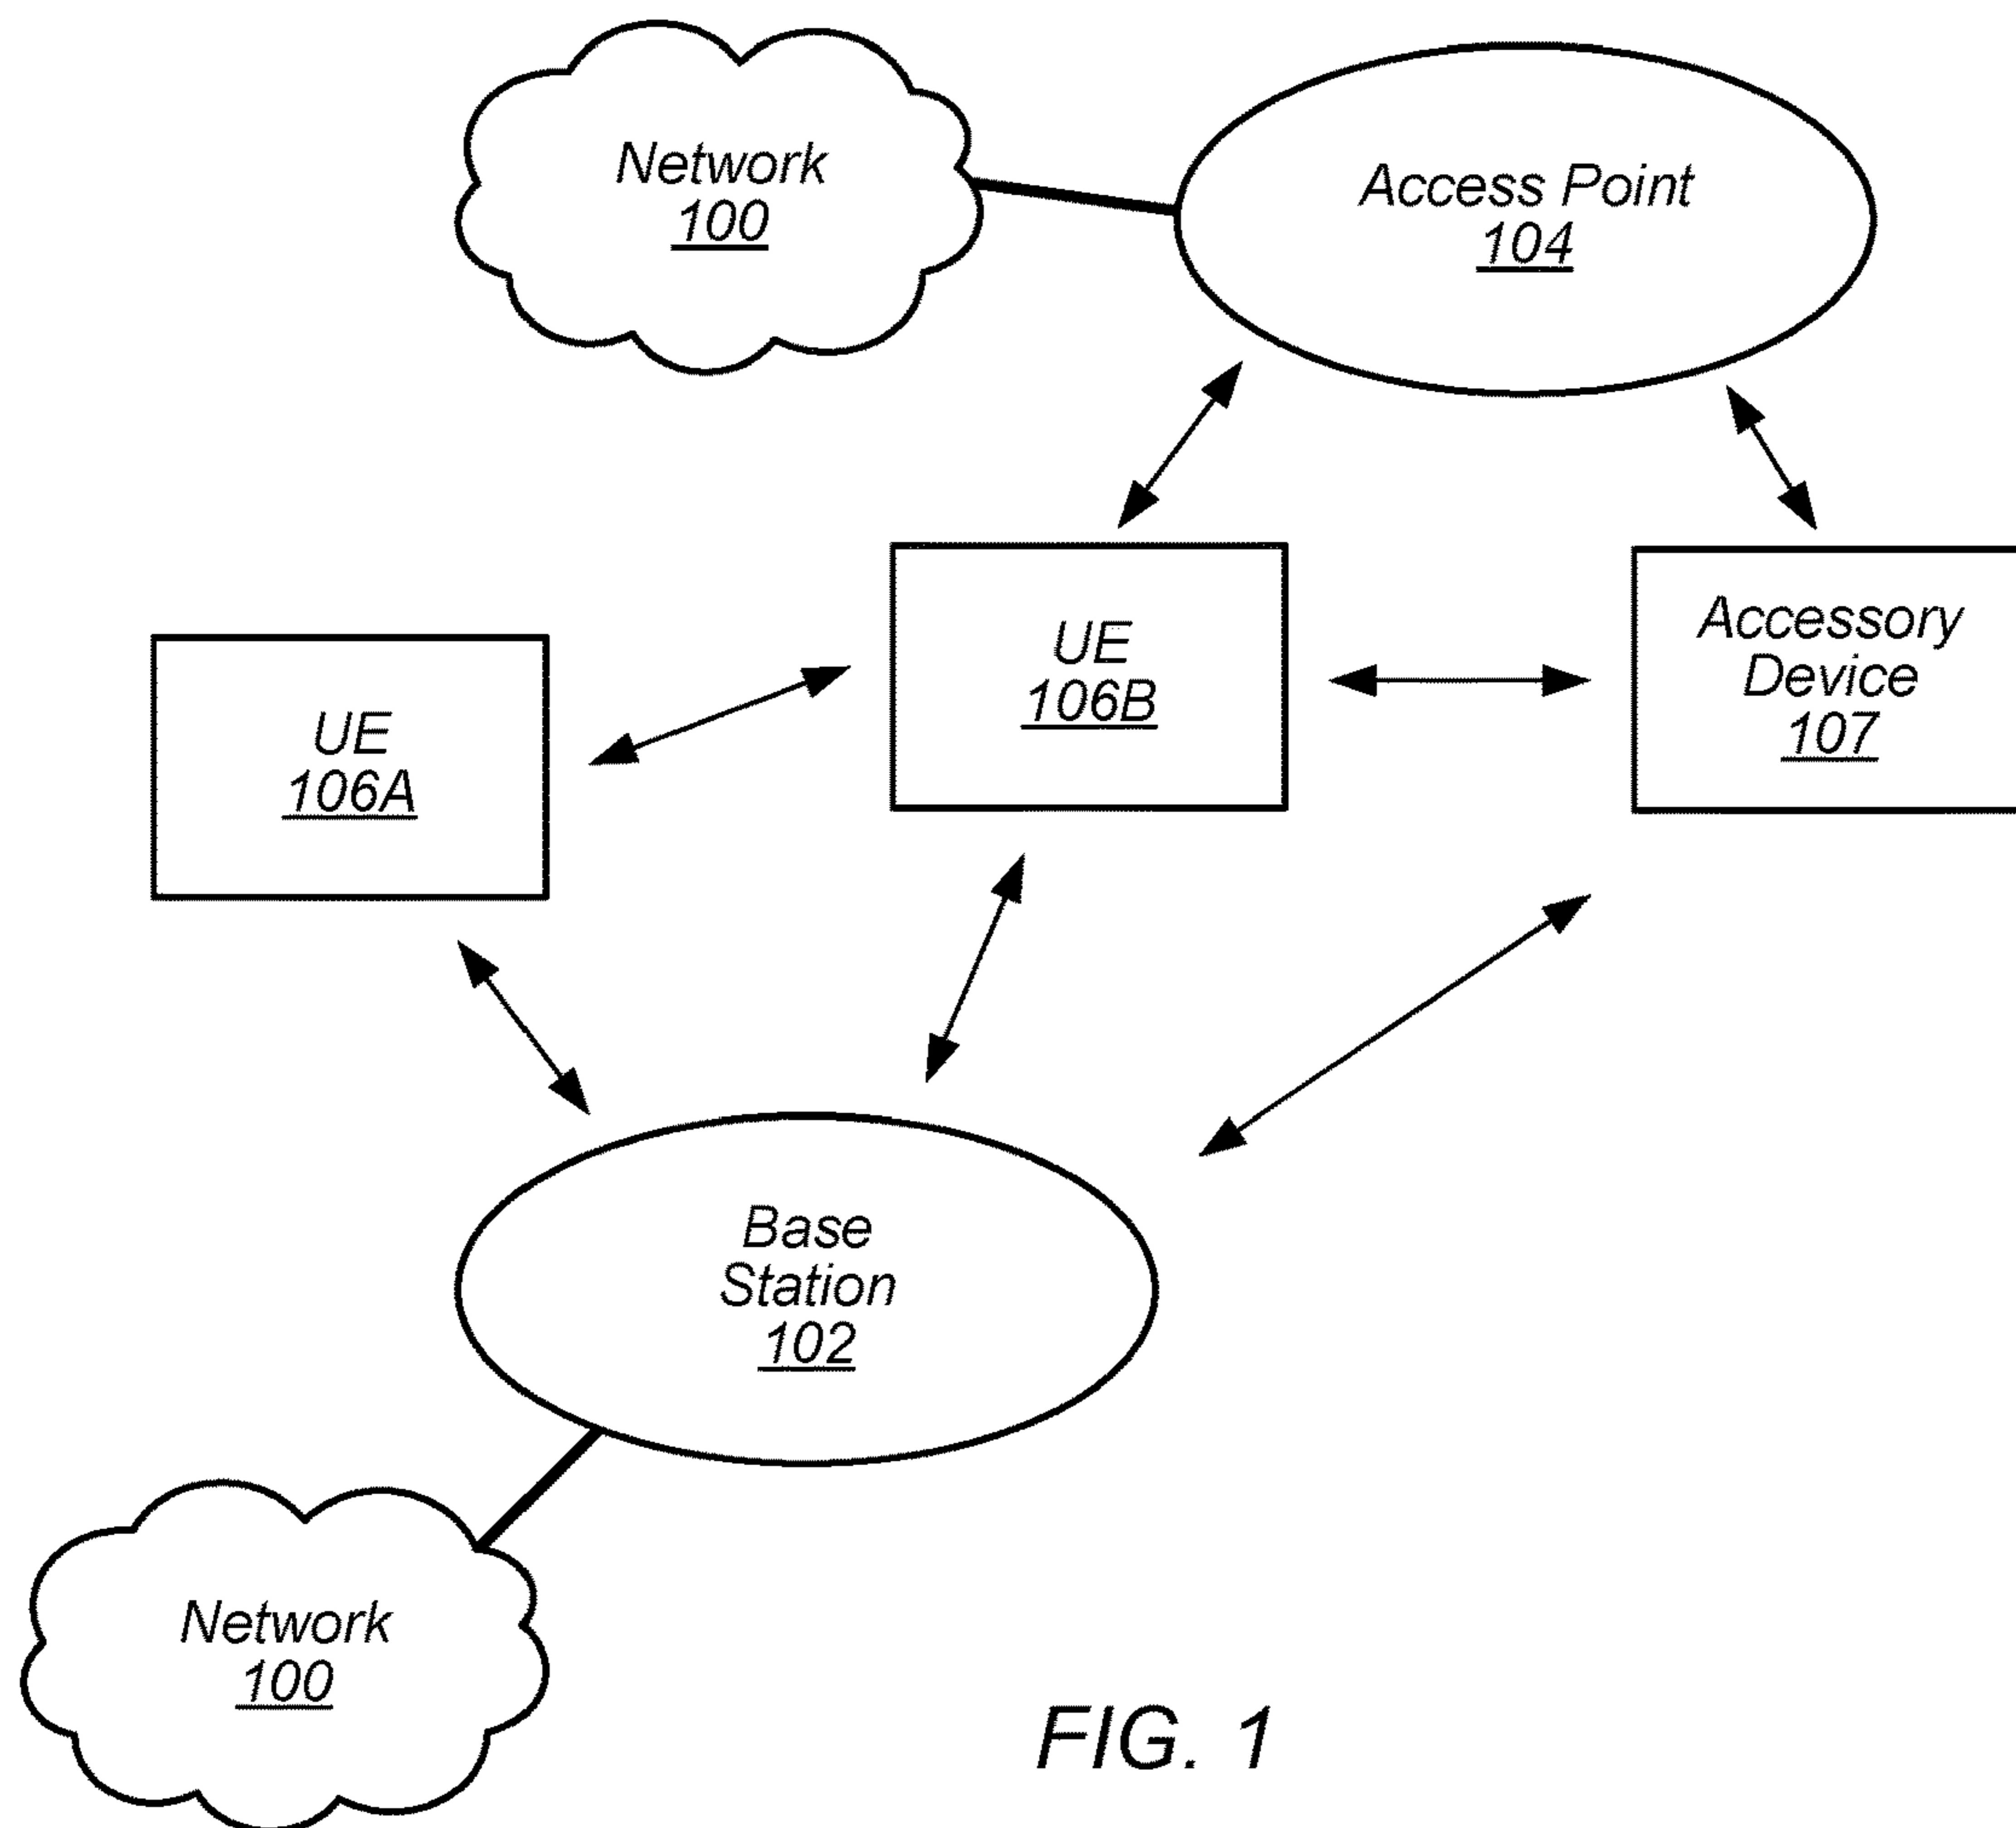 Network
100
Access Point
104
UE
106A
UE
106B
Accessory
Device
107
Base
Station
102
Network
100
FIG. 1